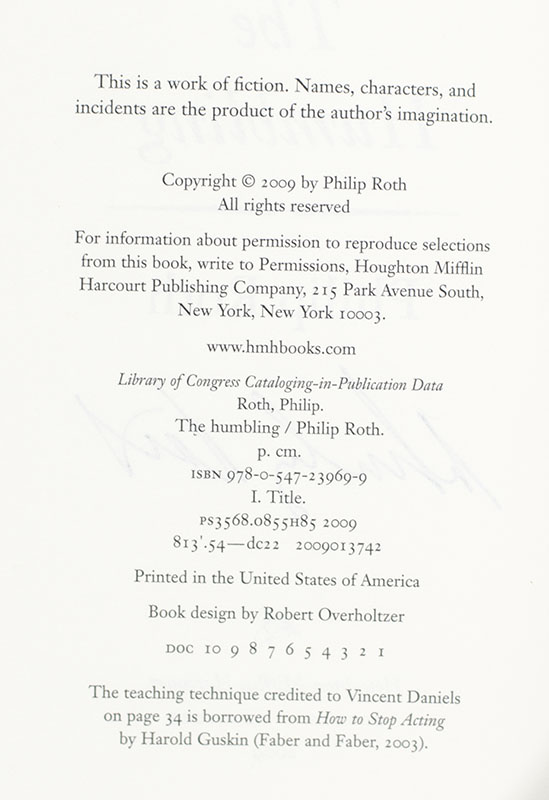 This is a work of fiction. Names, characters, and
incidents are the product of the author's imagination.
Copyright © 2009 by Philip Roth
All rights reserved
For information about permission to reproduce selections
from this book, write to Permissions, Houghton Mifflin
Harcourt Publishing Company, 215 Park Avenue South,
New York, New York 10003.
www.hmhbooks.com
Library of Congress Cataloging-in-Publication Data
Roth, Philip.
The humbling / Philip Roth.
p. cm.
ISBN 978-0-547-23969-9
I. Title.
PS3568.O855H85 2009
813'.54—dc22 2009013742
Printed in the United States of America
Book design by Robert Overholtzer
DOC 10 9 8 7 6 5 4 3 2 1
The teaching technique credited to Vincent Daniels
on page 34 is borrowed from How to Stop Acting
by Harold Guskin (Faber and Faber, 2003).